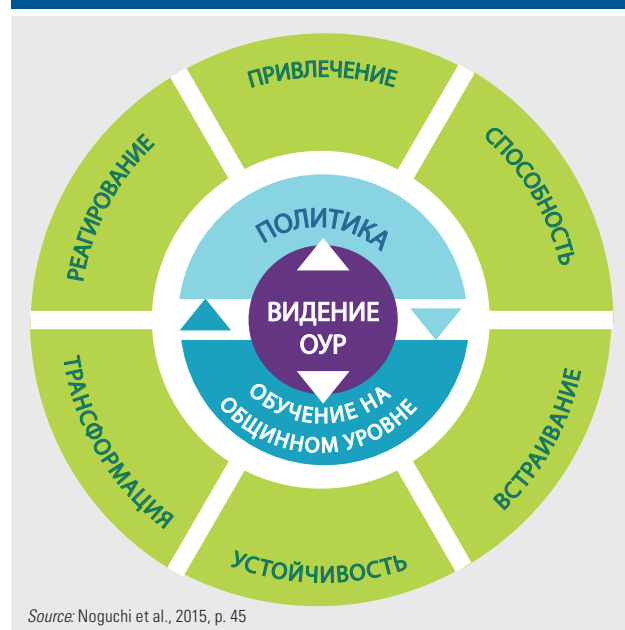 ПРИВЛЕЧЕНИЕ
СПОСОБНОСТЬ
ВСТРАИВАНИЕ
УСТОЙЧИВОСТЬ
ТРАНСФОРМАЦИЯ
РЕАГИРОВАНИЕ
ПОЛИТИКА
ВИДЕНИЕ
ОУР
ОБУЧЕНИЕ НА
ОБЩИННОМ УРОВНЕ
Source: Noguchi et al., 2015, p. 45